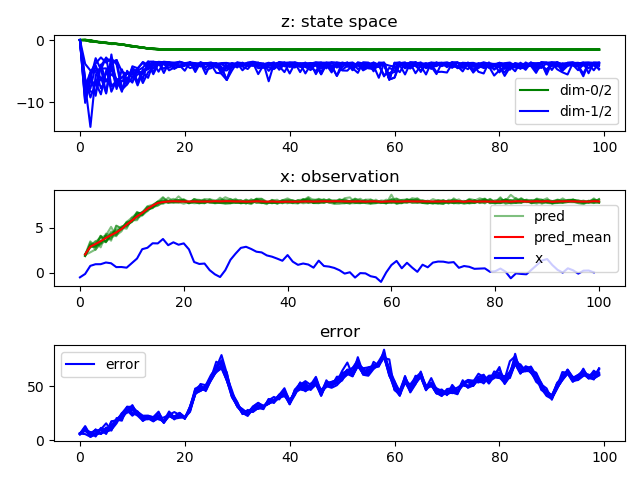 z: state space
0
−10
dim-0/2
dim-1/2
0 20 40 60 80 100
x: observation
5
0
pred
pred_mean
x
0 20 40 60 80 100
error
50
0
error
0 20 40 60 80 100